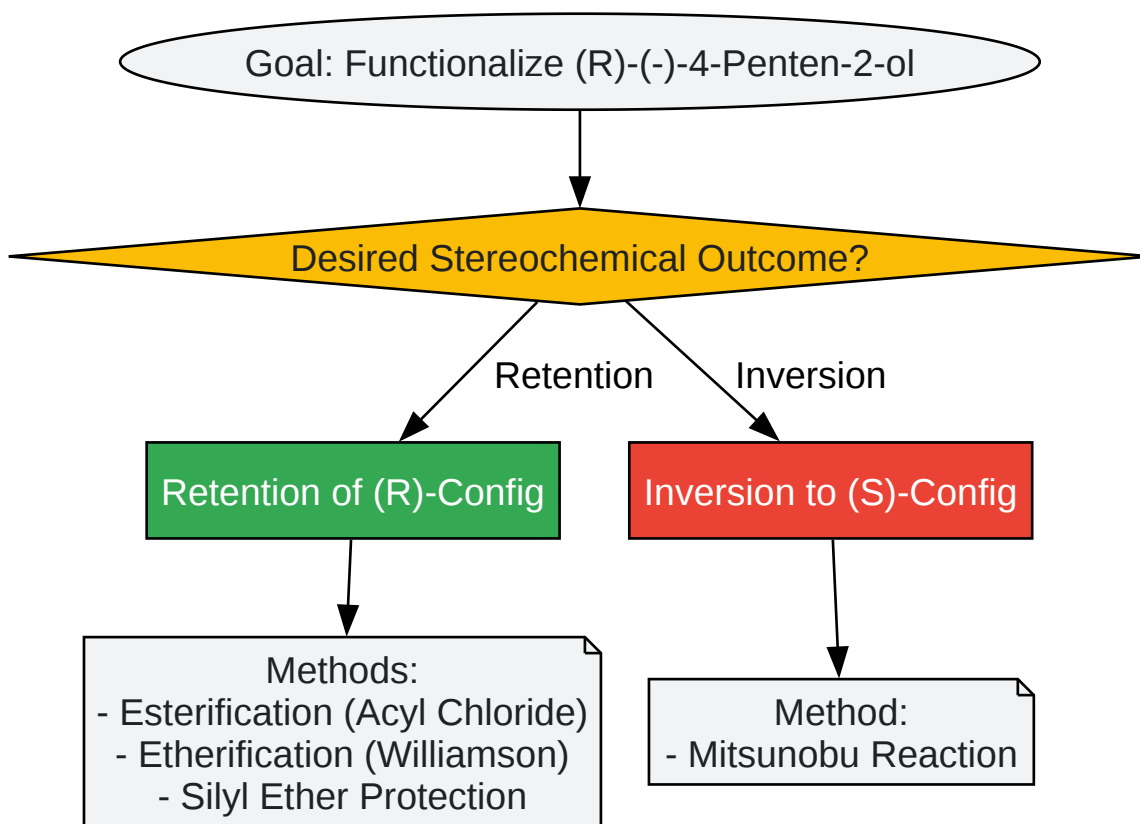 Goal: Functionalize (R)-(-)-4-Penten-2-ol
Desired Stereochemical Outcome?
Retention
Inversion
Retention of (R)-Config
Inversion to (S)-Config
Methods:
- Esterification (Acyl Chloride)
- Etherification (Williamson)
- Silyl Ether Protection
Method:
- Mitsunobu Reaction